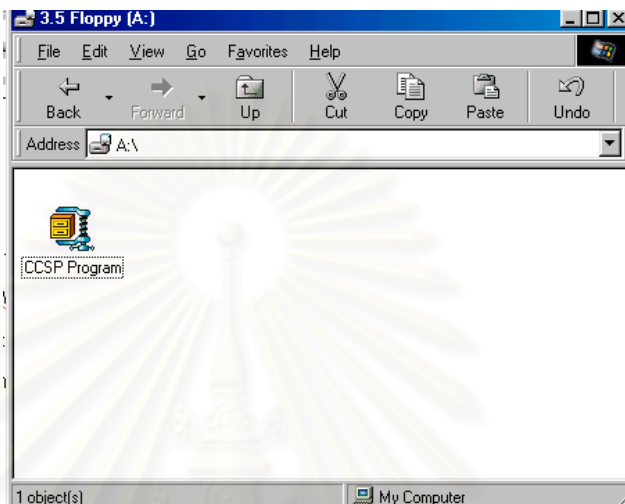 3.5 Floppy (A:)
File Edit View Go Favorites Help
Back Forward Up Cut Copy Paste Undo
Address A:\
CCSP Program
1 object(s) My Computer